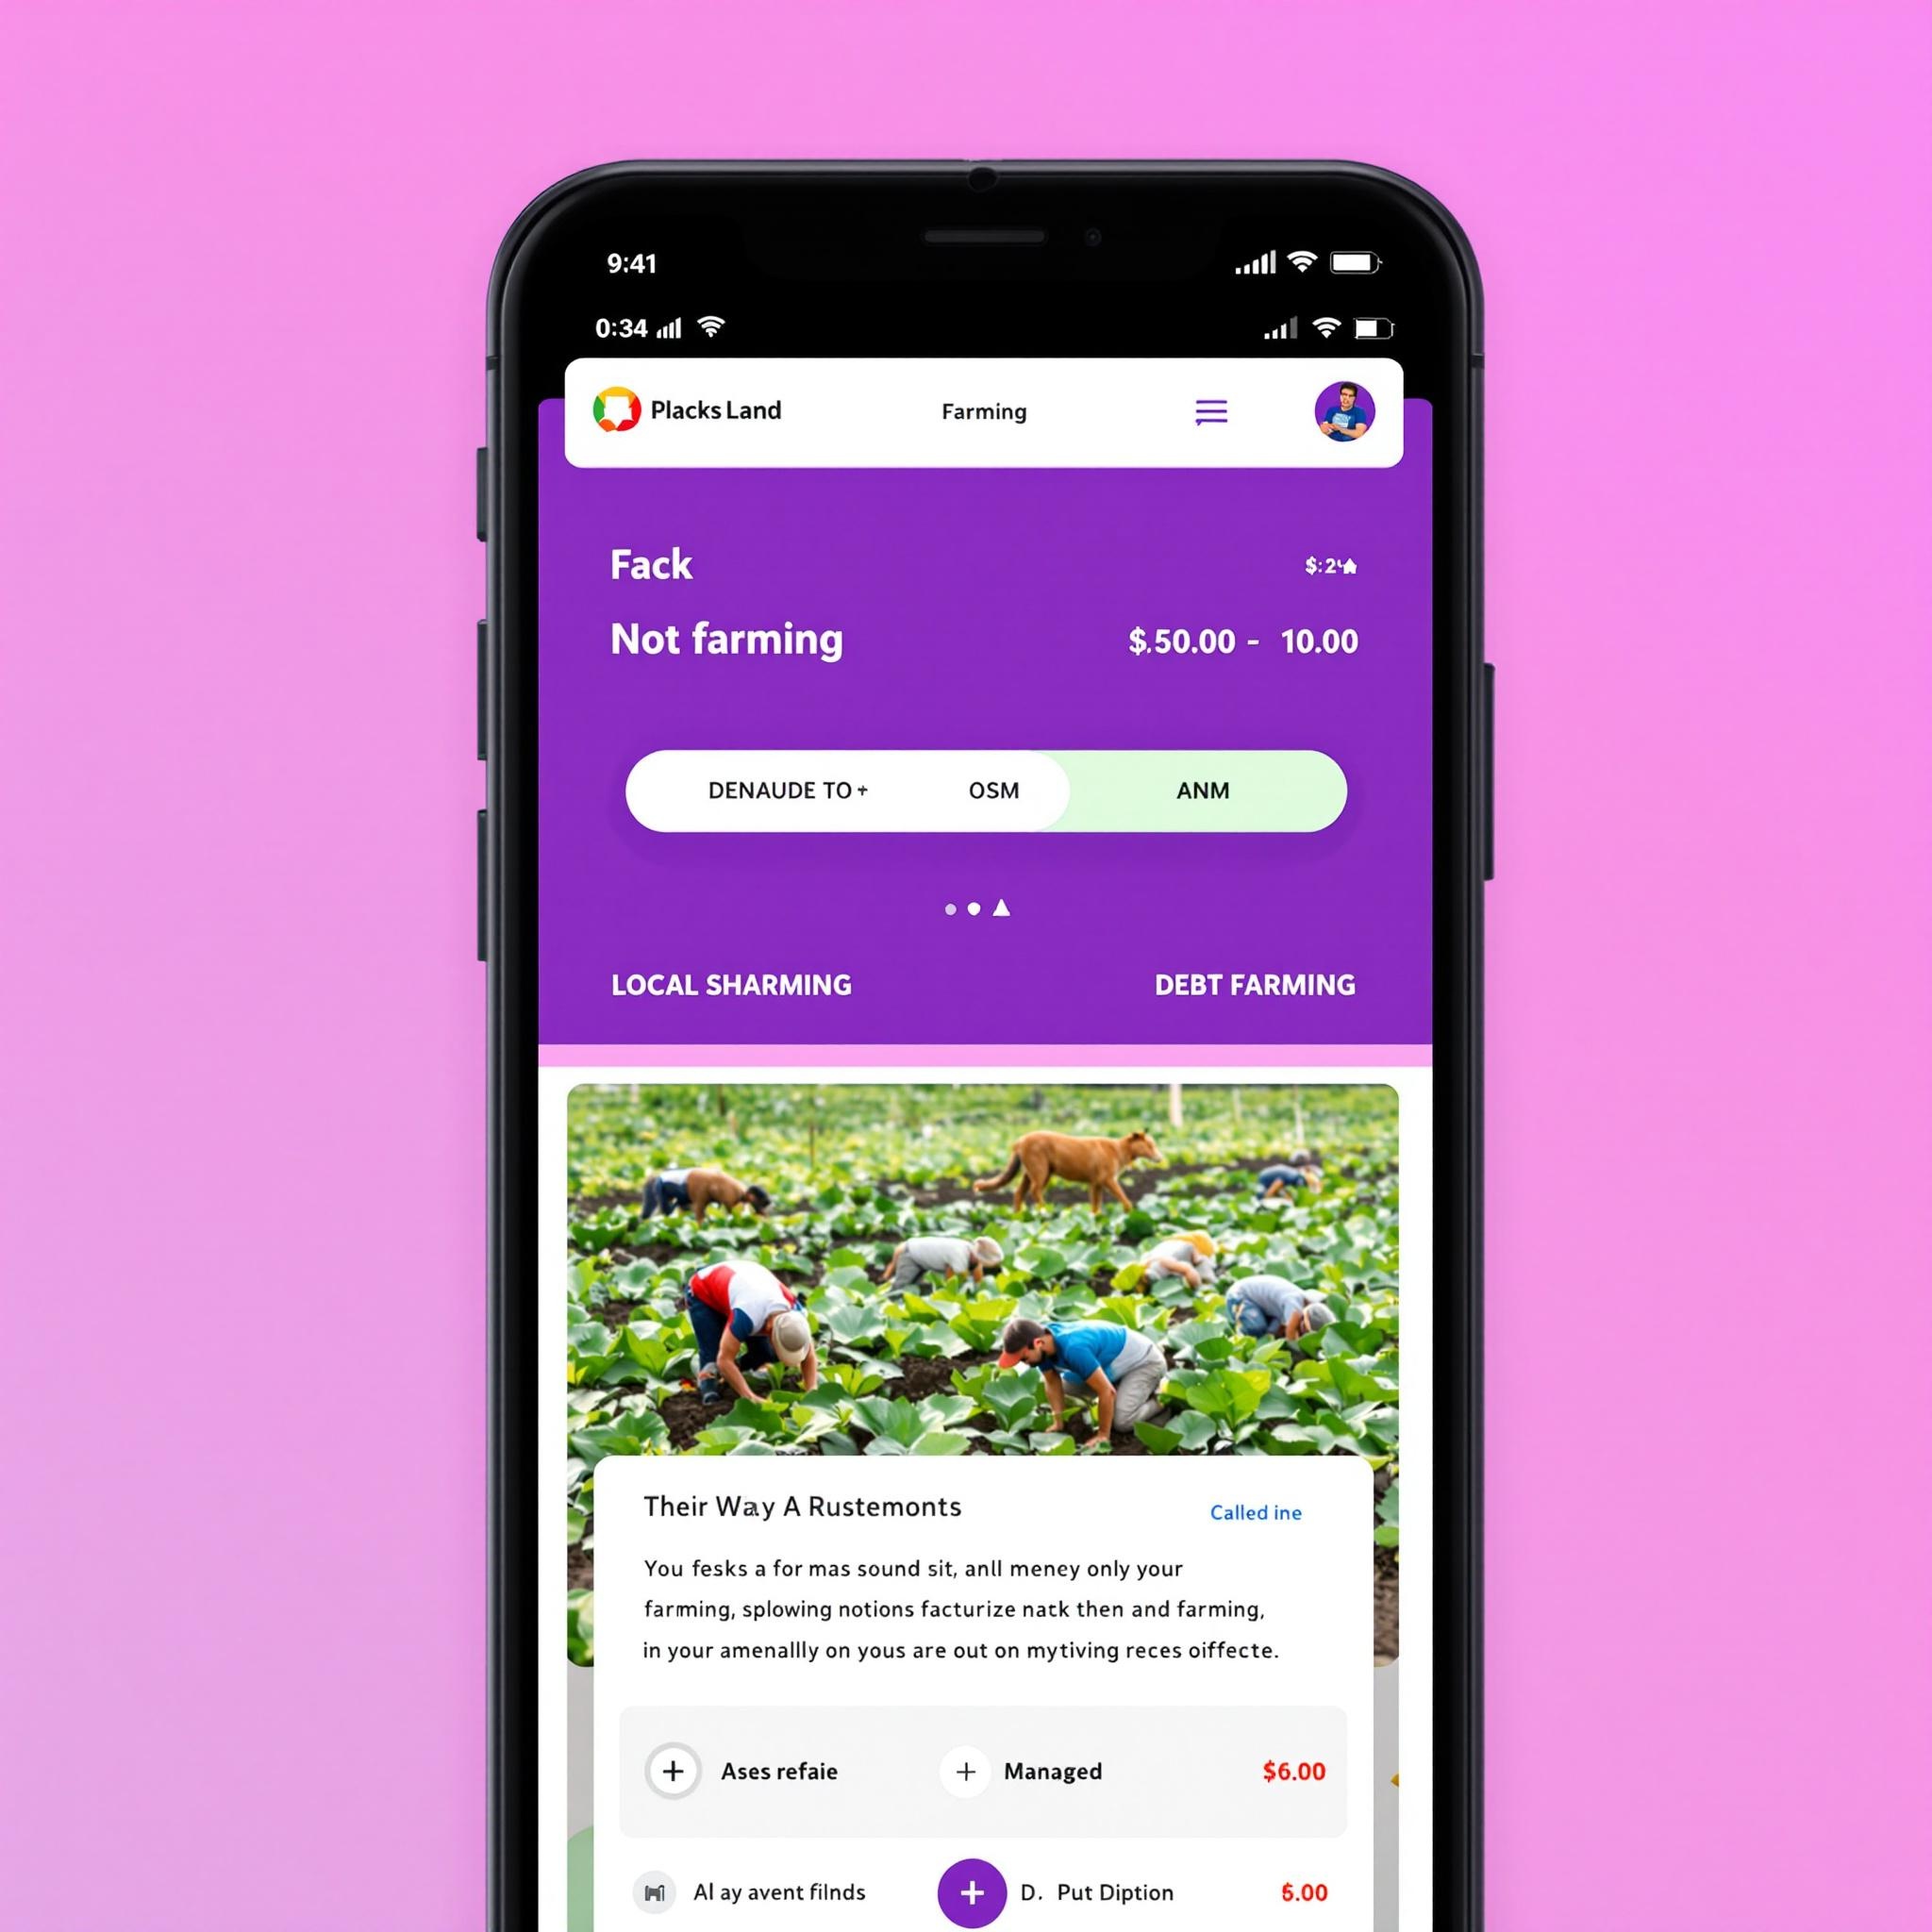 9:41
0:34
Placks Land
Farming
Fack
Not farming
$.50.00 - 10.00
DENAUDE TO +
OSM
ANM
LOCAL SHARMING
DEBT FARMING
Their Way A Rustemonts
Called ine
You fesks a for mas sound sit, anll meney only your
farming, splowing notions facturize natk then and farming,
in your amenallly on yous are out on mytiving reces oiffecte.
+ Ases refaie
+ Managed
$6.00
Al ay avent filnds
+ D. Put Diption
5.00